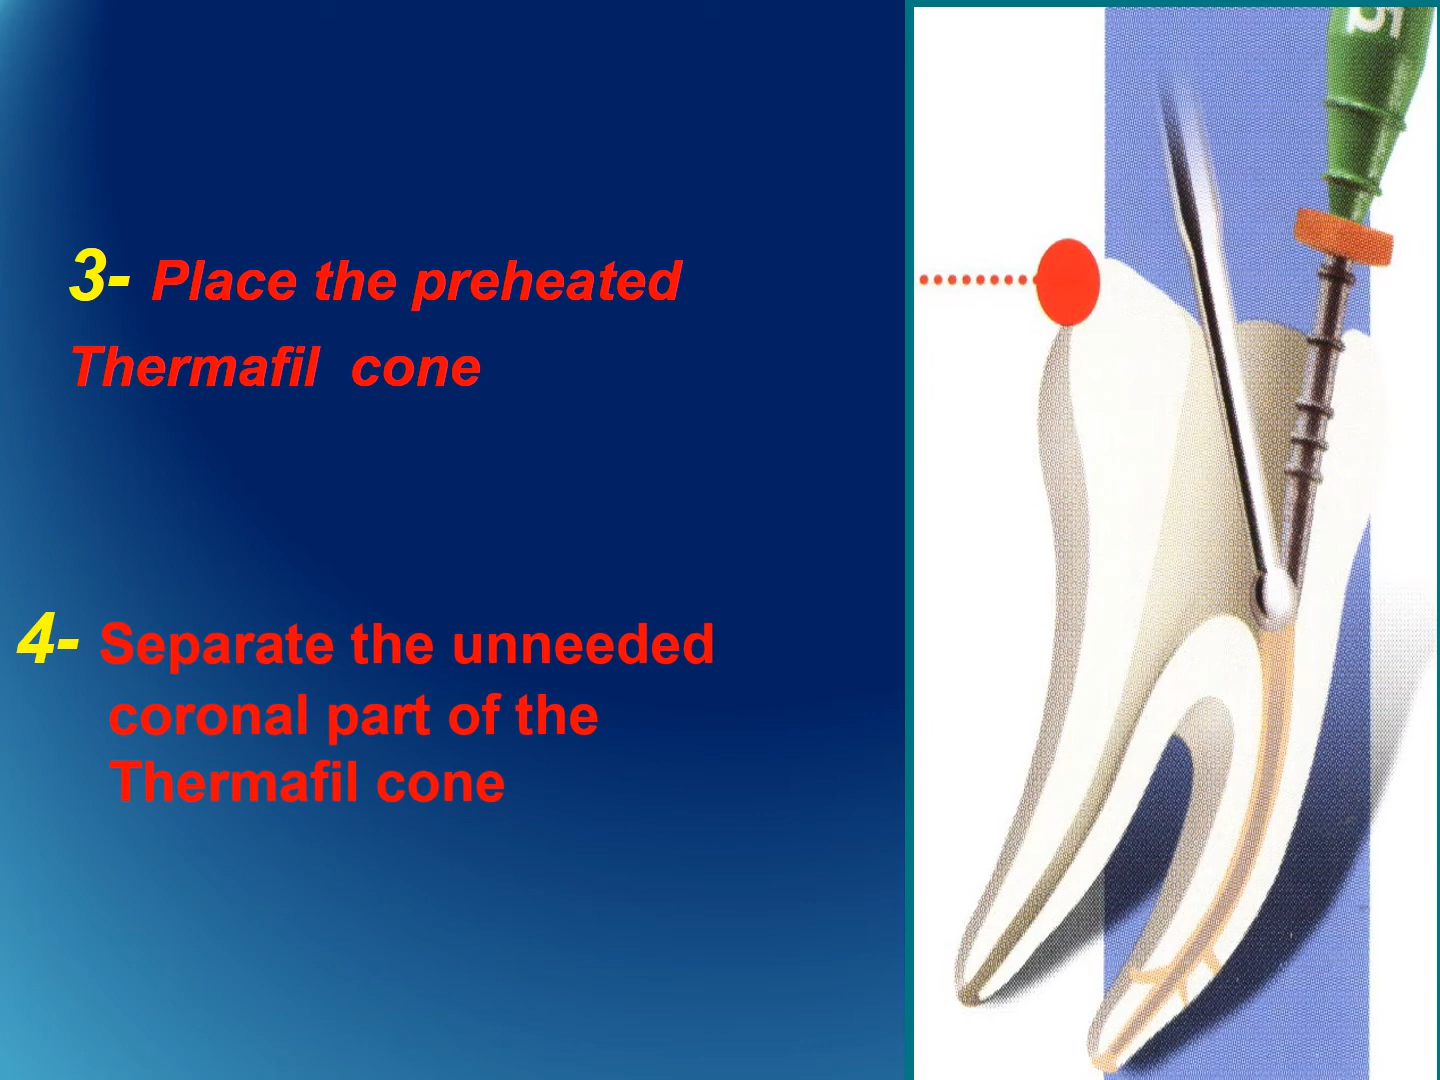 3- Place the preheated
Thermafil cone
4- Separate the unneeded
coronal part of the
Thermafil cone